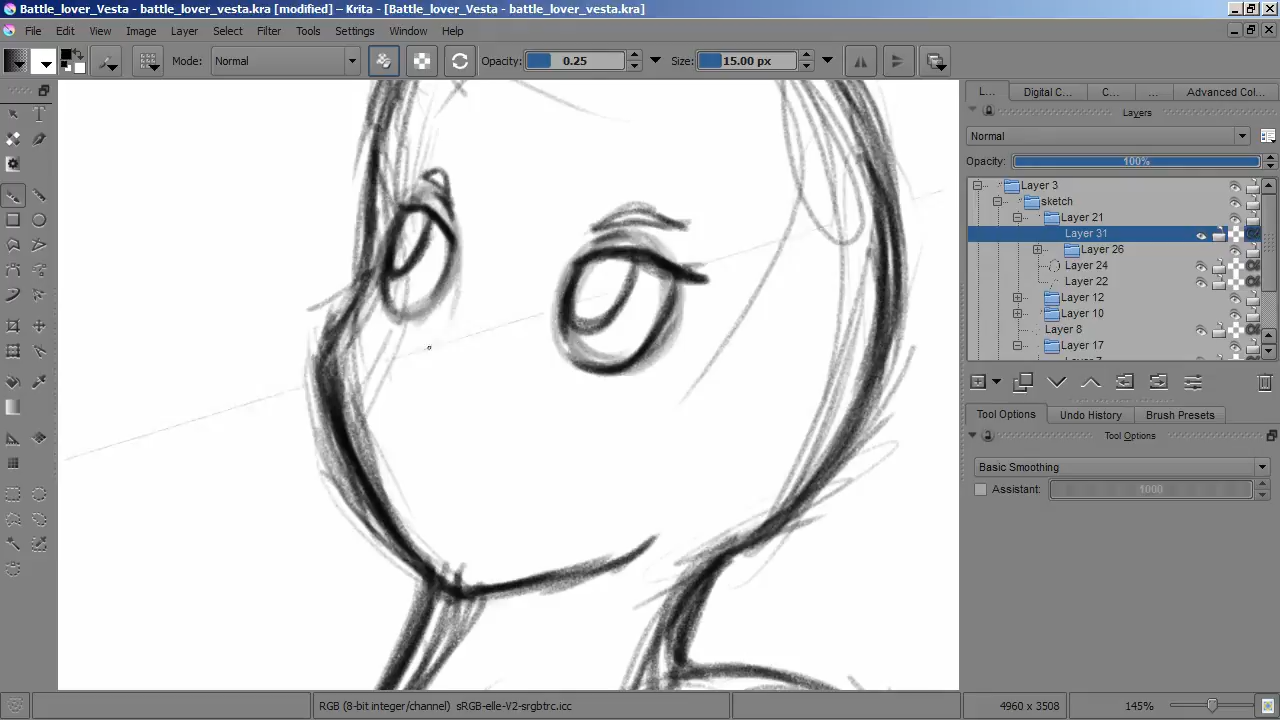 Battle_lover_Vesta - battle_lover_vesta.kra [modified] – Krita - [Battle_lover_Vesta - battle_lover_vesta.kra]
File Edit View Image Layer Select Filter Tools Settings Window Help
Mode: Normal Opacity: 0.25 Size: 15.00 px
L... Digital C... C... ... Advanced Col...
Layers
Normal
Opacity: 100%
Layer 3
sketch
Layer 21
Layer 31
Layer 26
Layer 24
Layer 22
Layer 12
Layer 10
Layer 8
Layer 17
Tool Options Undo History Brush Presets
Tool Options
Basic Smoothing
Assistant: 1000
RGB (8-bit integer/channel) sRGB-elle-V2-srgbtrc.icc 4960 x 3508 145%